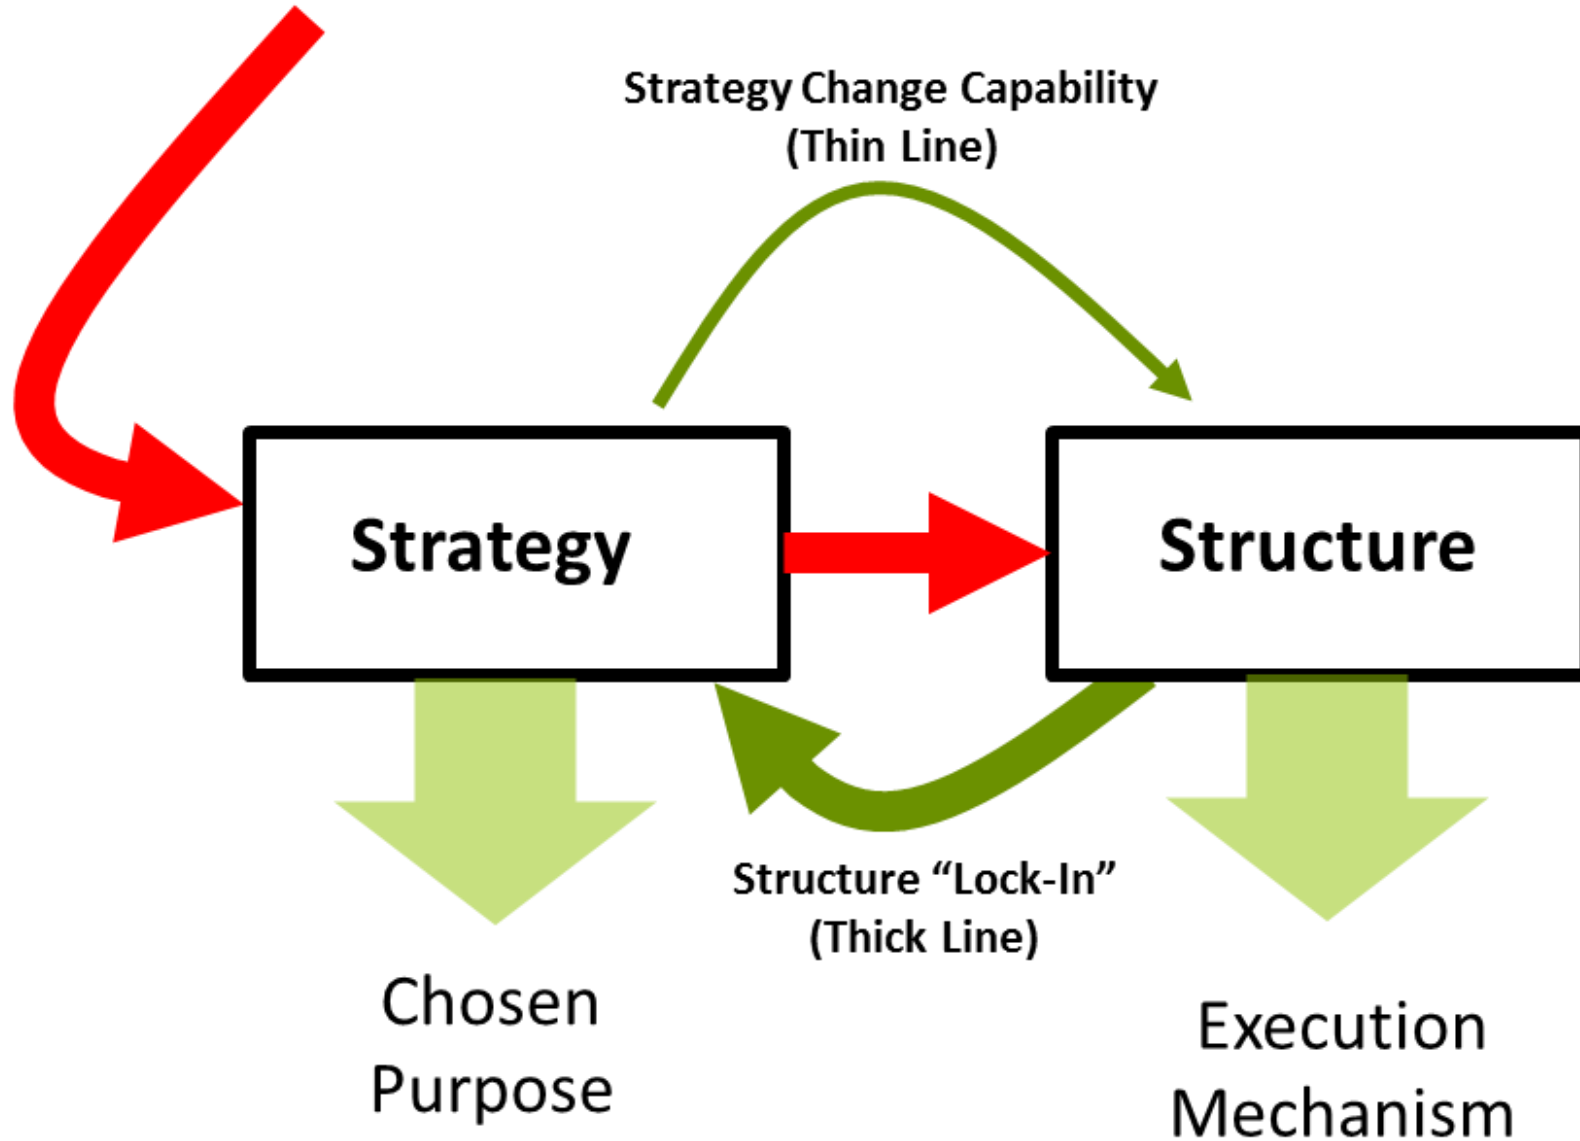 Strategy Change Capability
(Thin Line)
Strategy
Structure
Structure “Lock-In”
(Thick Line)
Chosen
Purpose
Execution
Mechanism